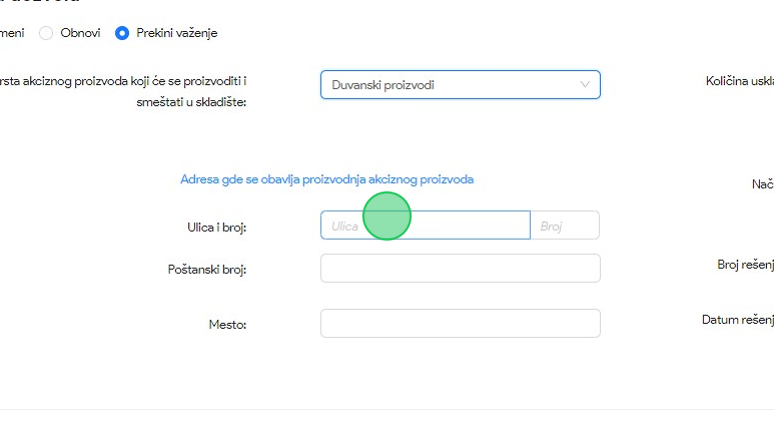 meni Obnovi Prekini važenje
rsta akciznog proizvoda koji će se proizvoditi i
smeštati u skladište:
Duvanski proizvodi
Količina uskla
Adresa gde se obavlja proizvodnja akciznog proizvoda
Nač
Ulica i broj:
Ulica
Broj
Poštanski broj:
Broj rešenj
Mesto:
Datum rešenj